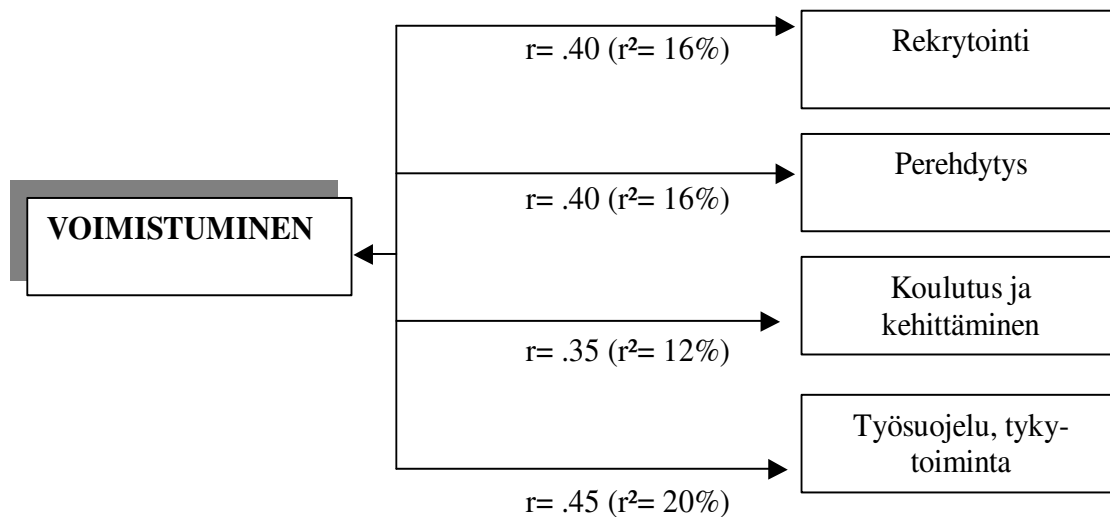 Rekrytointi
r= .40 (r²= 16%)
Perehdytys
r= .40 (r²= 16%)
VOIMISTUMINEN
Koulutus ja
kehittäminen
r= .35 (r²= 12%)
Työsuojelu, tyky-
toiminta
r= .45 (r²= 20%)